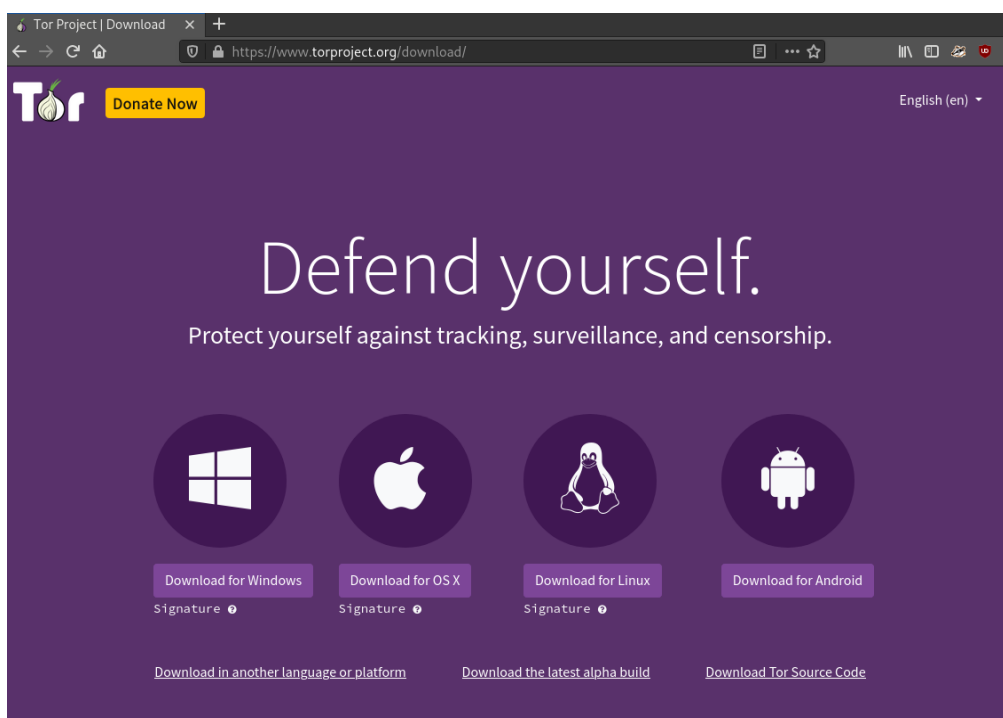 Tor Project | Download
https://www.torproject.org/download/
Tor
Donate Now
English (en)
Defend yourself.
Protect yourself against tracking, surveillance, and censorship.
Download for Windows
Download for OS X
Download for Linux
Download for Android
Signature
Signature
Signature
Download in another language or platform
Download the latest alpha build
Download Tor Source Code